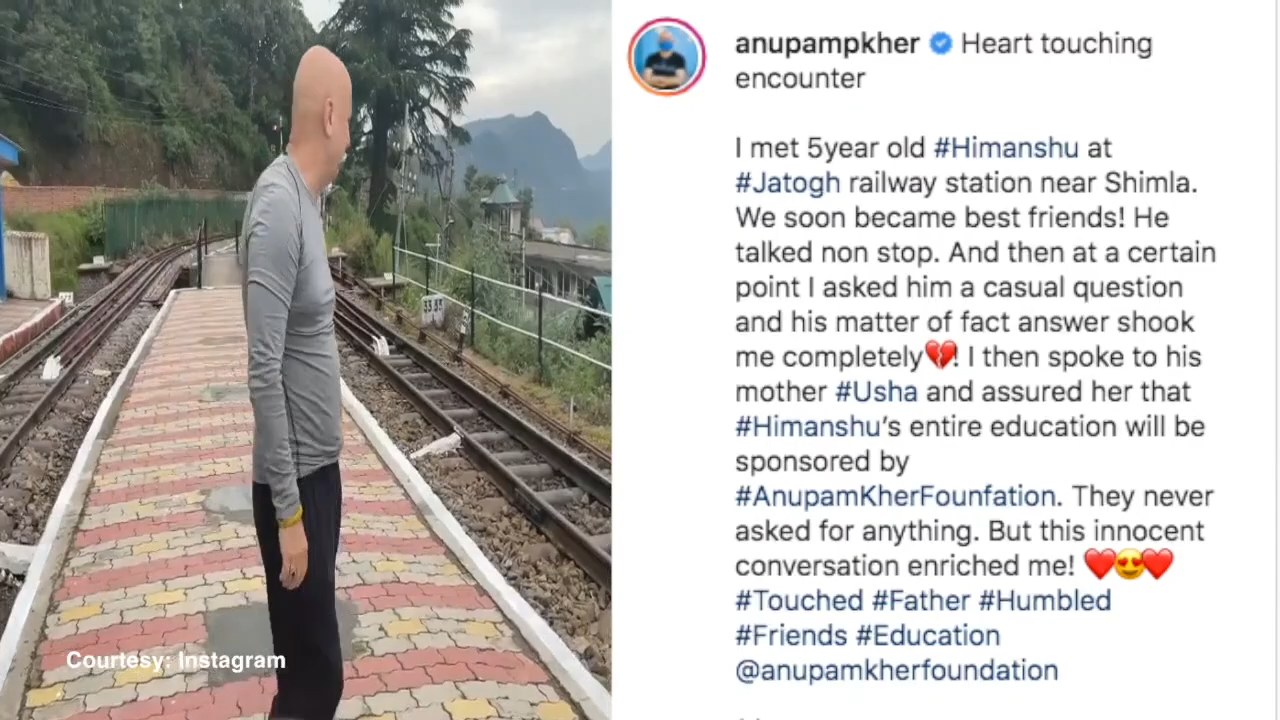 anupampkher Heart touching
encounter
I met 5year old #Himanshu at
#Jatogh railway station near Shimla.
We soon became best friends! He
talked non stop. And then at a certain
point I asked him a casual question
and his matter of fact answer shook
me completely💔! I then spoke to his
mother #Usha and assured her that
#Himanshu's entire education will be
sponsored by
#AnupamKherFounfation. They never
asked for anything. But this innocent
conversation enriched me! ❤️😍❤️
#Touched #Father #Humbled
#Friends #Education
@anupamkherfoundation
Courtesy: Instagram